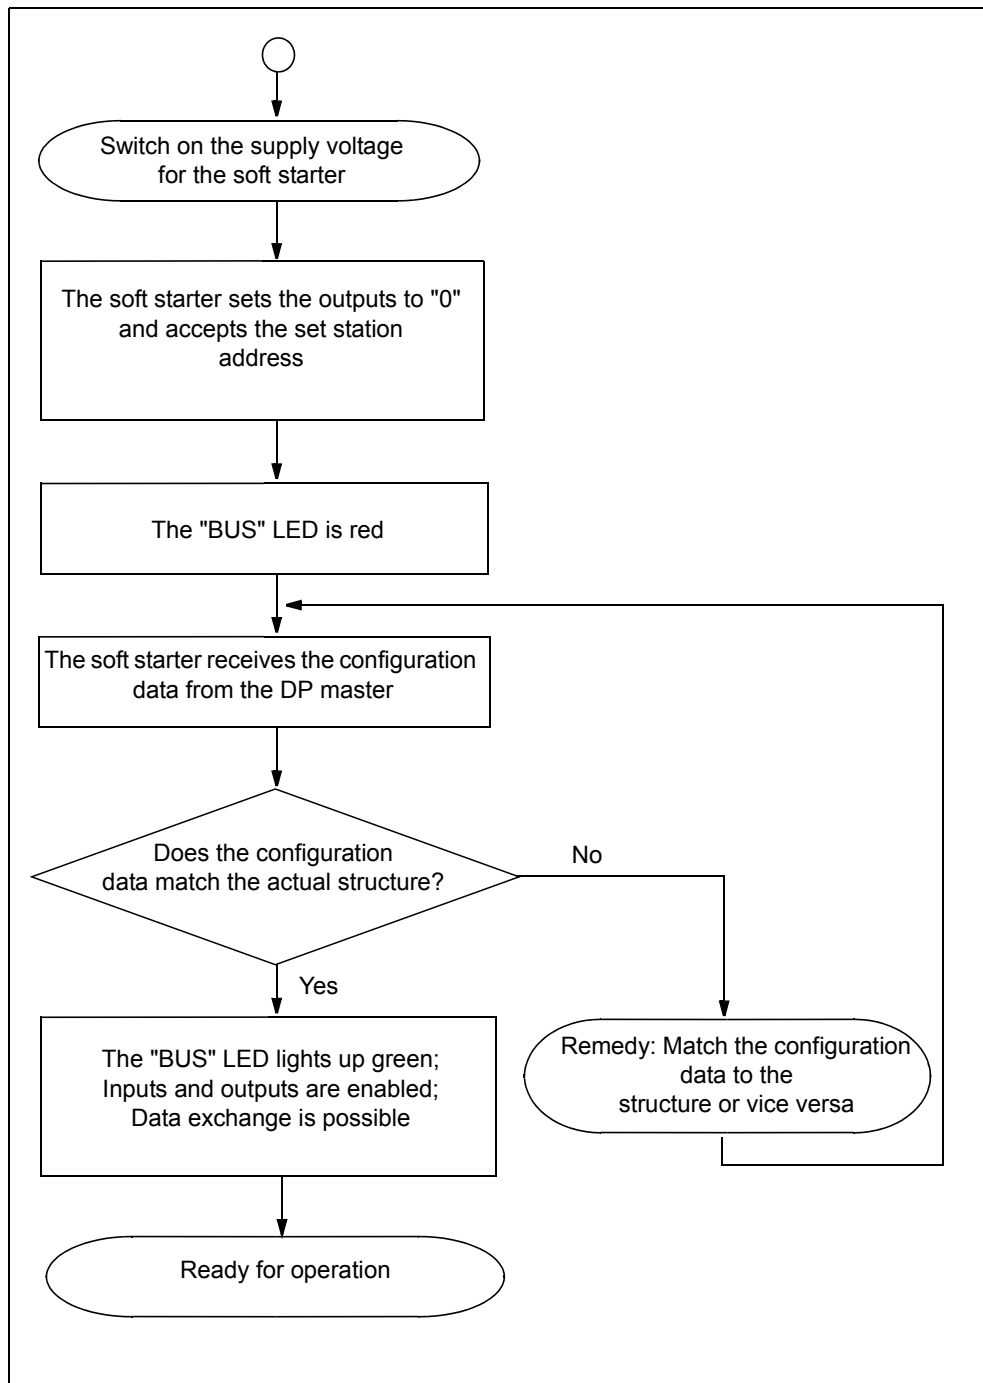 Switch on the supply voltage
for the soft starter
The soft starter sets the outputs to "0"
and accepts the set station
address
The "BUS" LED is red
The soft starter receives the configuration
data from the DP master
Does the configuration
data match the actual structure?
No
Yes
The "BUS" LED lights up green;
Inputs and outputs are enabled;
Data exchange is possible
Remedy: Match the configuration
data to the
structure or vice versa
Ready for operation